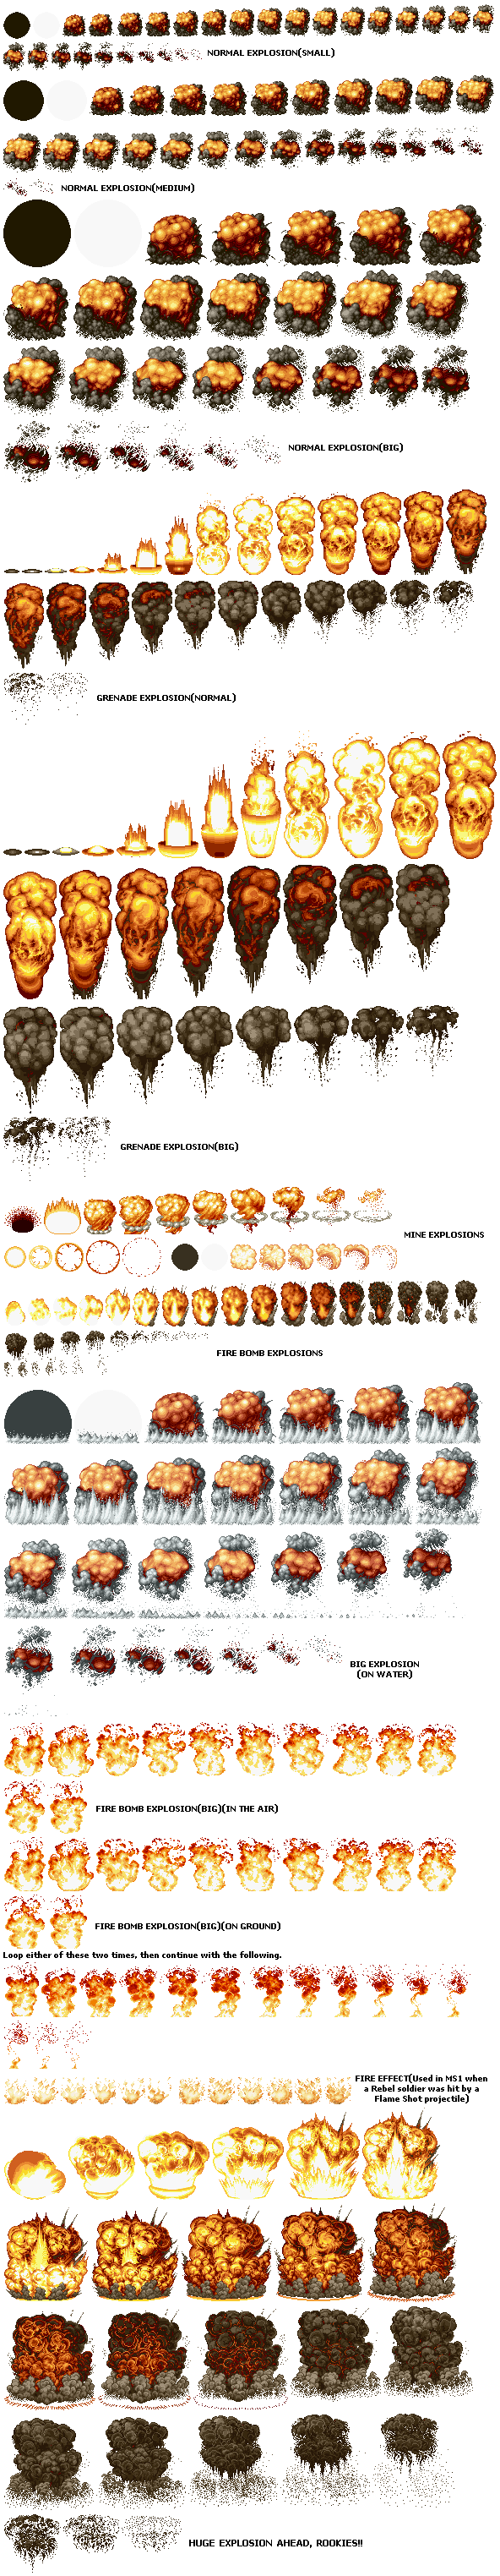 NORMAL EXPLOSION(SMALL)
NORMAL EXPLOSION(MEDIUM)
NORMAL EXPLOSION(BIG)
GRENADE EXPLOSION(NORMAL)
GRENADE EXPLOSION(BIG)
MINE EXPLOSIONS
FIRE BOMB EXPLOSIONS
BIG EXPLOSION
(ON WATER)
FIRE BOMB EXPLOSION(BIG)(IN THE AIR)
FIRE BOMB EXPLOSION(BIG)(ON GROUND)
Loop either of these two times, then continue with the following.
FIRE EFFECT(Used in MS1 when
a Rebel soldier was hit by a
Flame Shot projectile)
HUGE EXPLOSION AHEAD, ROOKIES!!